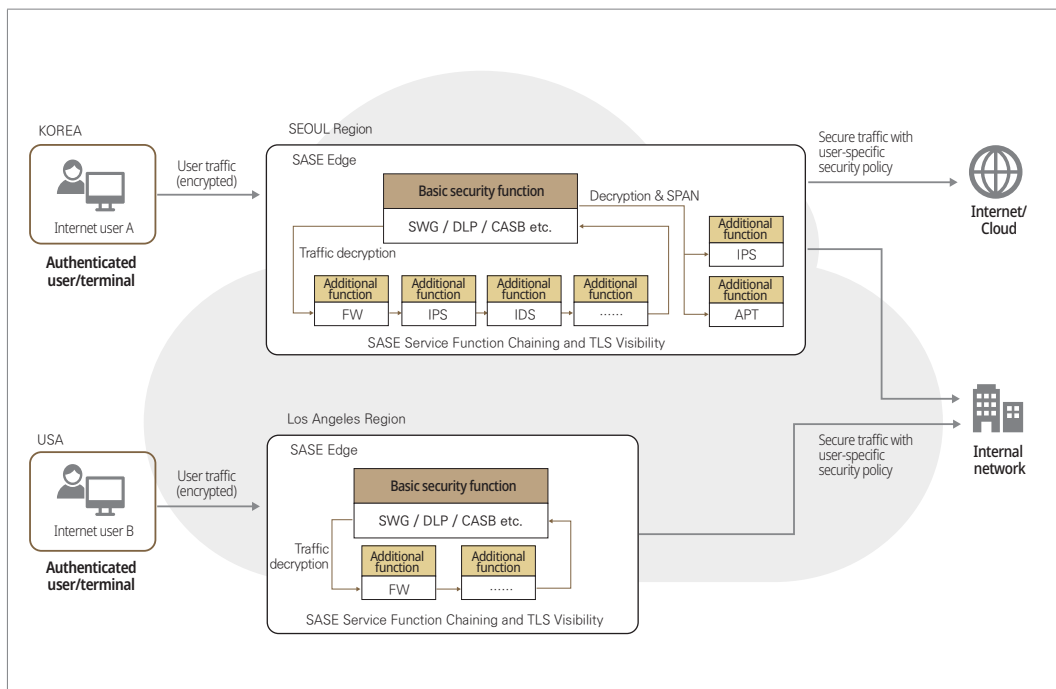 KOREA
Internet user A
Authenticated
user/terminal
User traffic
(encrypted)
SEOUL Region
SASE Edge
Basic security function
SWG / DLP / CASB etc.
Decryption & SPAN
Traffic decryption
Additional
function
FW
Additional
function
IPS
Additional
function
IDS
Additional
function
······
Additional
function
IPS
Additional
function
APT
SASE Service Function Chaining and TLS Visibility
Secure traffic with
user-specific
security policy
Internet/
Cloud
USA
Internet user B
Authenticated
user/terminal
User traffic
(encrypted)
Los Angeles Region
SASE Edge
Basic security function
SWG / DLP / CASB etc.
Traffic
decryption
Additional
function
FW
Additional
function
······
SASE Service Function Chaining and TLS Visibility
Secure traffic with
user-specific
security policy
Internal
network